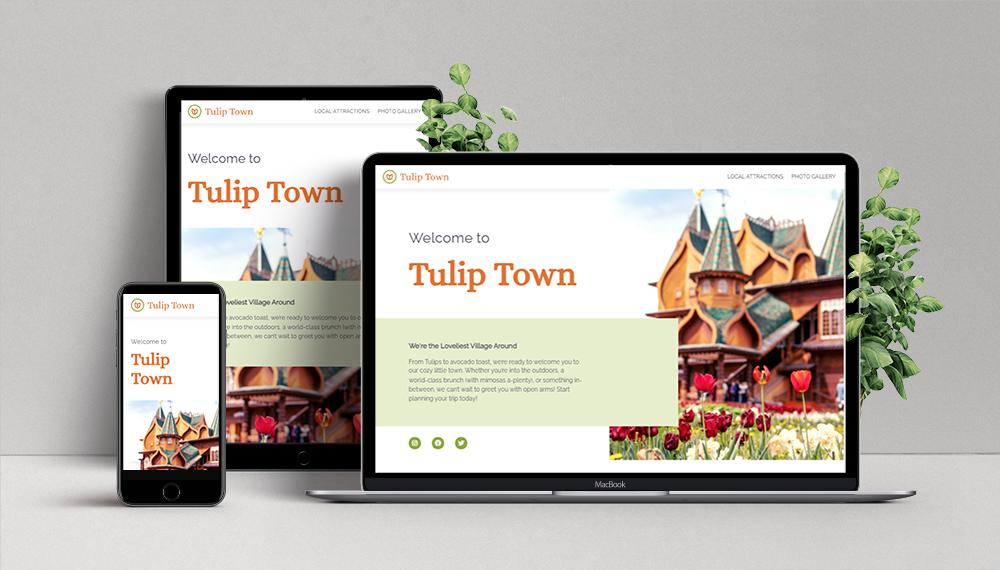 Tulip Town
LOCAL ATTRACTIONS PHOTO GALLERY
Welcome to
Tulip Town
Loveliest Village Around
avocado toast, we're ready to welcome you to
into the outdoors, a world-class brunch (with
between, we can't wait to greet you with open
Tulip Town
Welcome to
Tulip
Town
Tulip Town
LOCAL ATTRACTIONS PHOTO GALLERY
Welcome to
Tulip Town
We're the Loveliest Village Around
From Tulips to avocado toast, we're ready to welcome you to
our cozy little town. Whether you're into the outdoors, a
world-class brunch (with mimosas a-plenty), or something in-
between, we can't wait to greet you with open arms! Start
planning your trip today!
MacBook